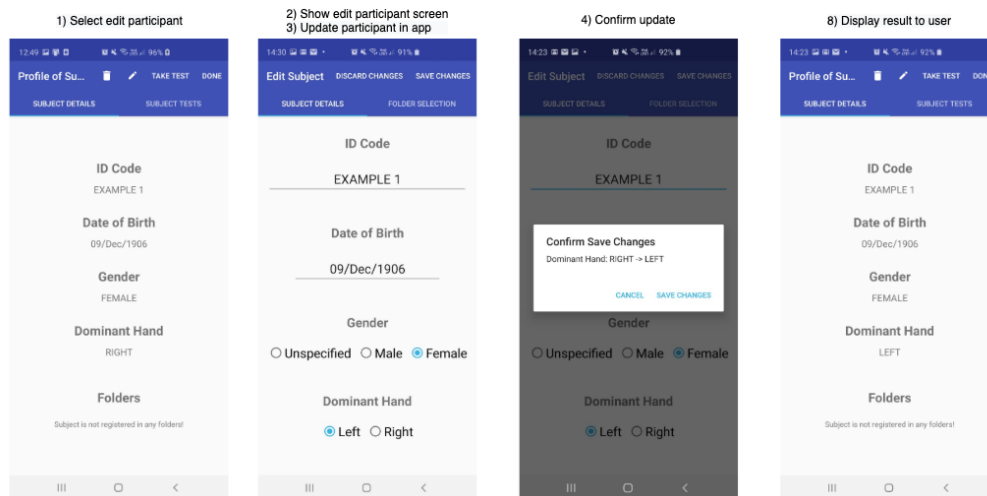 1) Select edit participant
12:49 96%
Profile of Su... TAKE TEST DONE
SUBJECT DETAILS SUBJECT TESTS
ID Code
EXAMPLE 1
Date of Birth
09/Dec/1906
Gender
FEMALE
Dominant Hand
RIGHT
Folders
Subject is not registered in any folders!
2) Show edit participant screen
3) Update participant in app
14:30 91%
Edit Subject DISCARD CHANGES SAVE CHANGES
SUBJECT DETAILS FOLDER SELECTION
ID Code
EXAMPLE 1
Date of Birth
09/Dec/1906
Gender
Unspecified Male Female
Dominant Hand
Left Right
4) Confirm update
14:23 92%
Edit Subject DISCARD CHANGES SAVE CHANGES
SUBJECT DETAILS FOLDER SELECTION
ID Code
EXAMPLE 1
Confirm Save Changes
Dominant Hand: RIGHT -> LEFT
CANCEL SAVE CHANGES
Gender
Unspecified Male Female
Dominant Hand
Left Right
8) Display result to user
14:23 92%
Profile of Su... TAKE TEST DON
SUBJECT DETAILS SUBJECT TESTS
ID Code
EXAMPLE 1
Date of Birth
09/Dec/1906
Gender
FEMALE
Dominant Hand
LEFT
Folders
Subject is not registered in any folders!